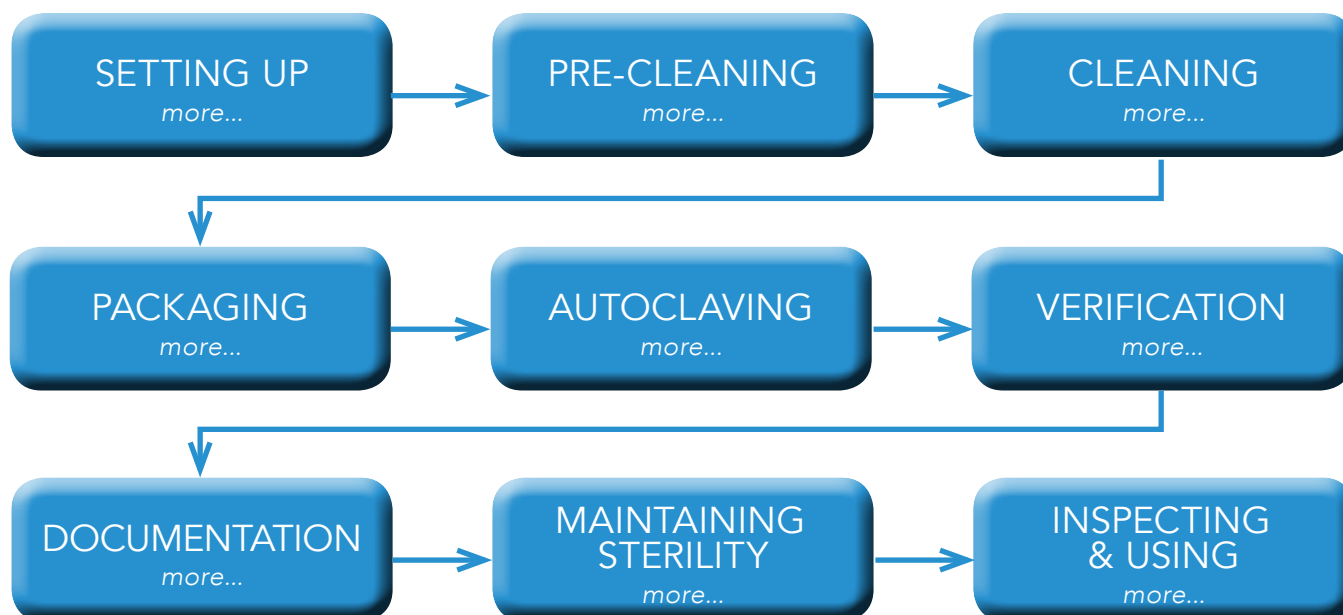 SETTING UP
more...
PRE-CLEANING
more...
CLEANING
more...
PACKAGING
more...
AUTOCLAVING
more...
VERIFICATION
more...
DOCUMENTATION
more...
MAINTAINING
STERILITY
more...
INSPECTING
& USING
more...